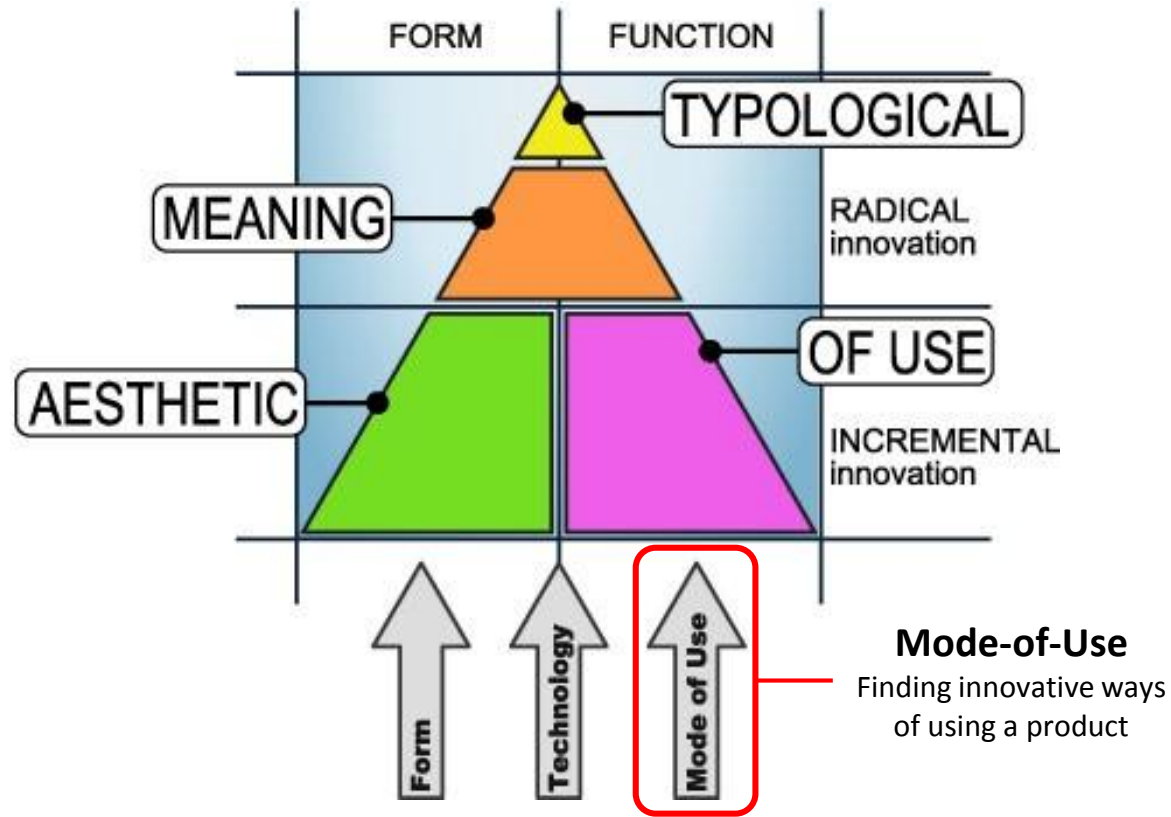 FORM
FUNCTION
TYPOLOGICAL
MEANING
RADICAL
innovation
OF USE
AESTHETIC
INCREMENTAL
innovation
Form
Technology
Mode of Use
Mode-of-Use
Finding innovative ways
of using a product